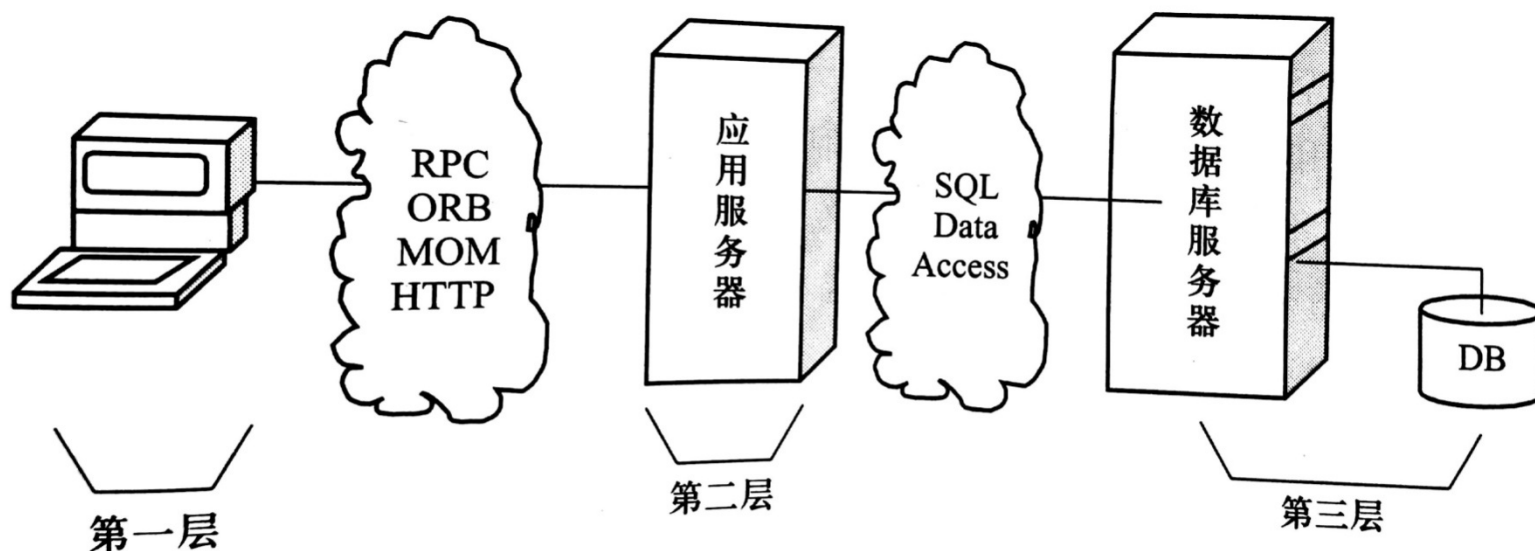 RPC
ORB
MOM
HTTP
应用服务器
SQL
Data
Access
数据库服务器
DB
第一层
第二层
第三层